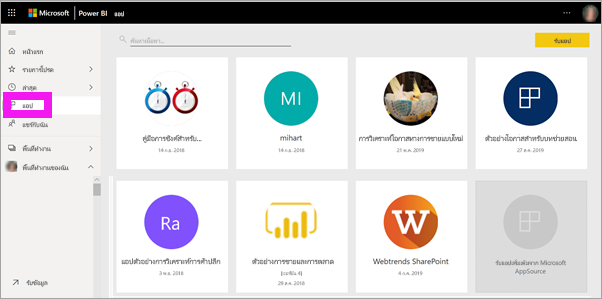 Microsoft Power BI แอป
ค้นหาเนื้อหา...
รับแอป
หน้าแรก
รายการโปรด
ล่าสุด
แอป
แชร์กับฉัน
พื้นที่ทำงาน
พื้นที่ทำงานของฉัน
รับข้อมูล
คู่มือการซิงค์สำหรับ...
14 ก.ย. 2018
MI
mihart
14 ก.ย. 2018
การวิเคราะห์โอกาสทางการขายแบบใหม่
21 พ.ค. 2019
ตัวอย่างโอกาสสำหรับบทช่วยสอน
27 ส.ค. 2019
Ra
แอปตัวอย่างการวิเคราะห์การค้าปลีก
3 พ.ย. 2018
ตัวอย่างการขายและการตลาด
[เวอร์ชัน 4]
29 ส.ค. 2018
W
Webtrends SharePoint
4 ก.ค. 2019
รับแอปเพิ่มเติมจาก Microsoft
AppSource